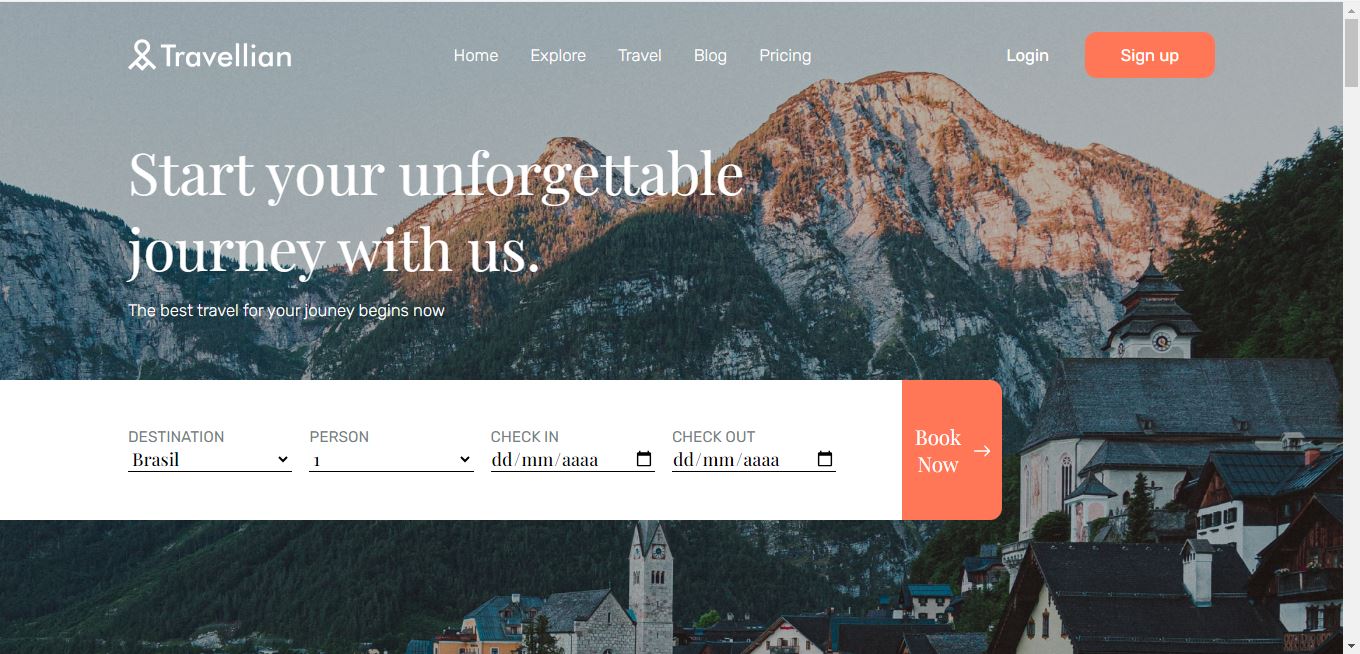 Travellian
Home Explore Travel Blog Pricing Login Sign up
Start your unforgettable
journey with us.
The best travel for your jouney begins now
DESTINATION PERSON CHECK IN CHECK OUT
Brasil 1 dd/mm/aaaa dd/mm/aaaa
Book
Now